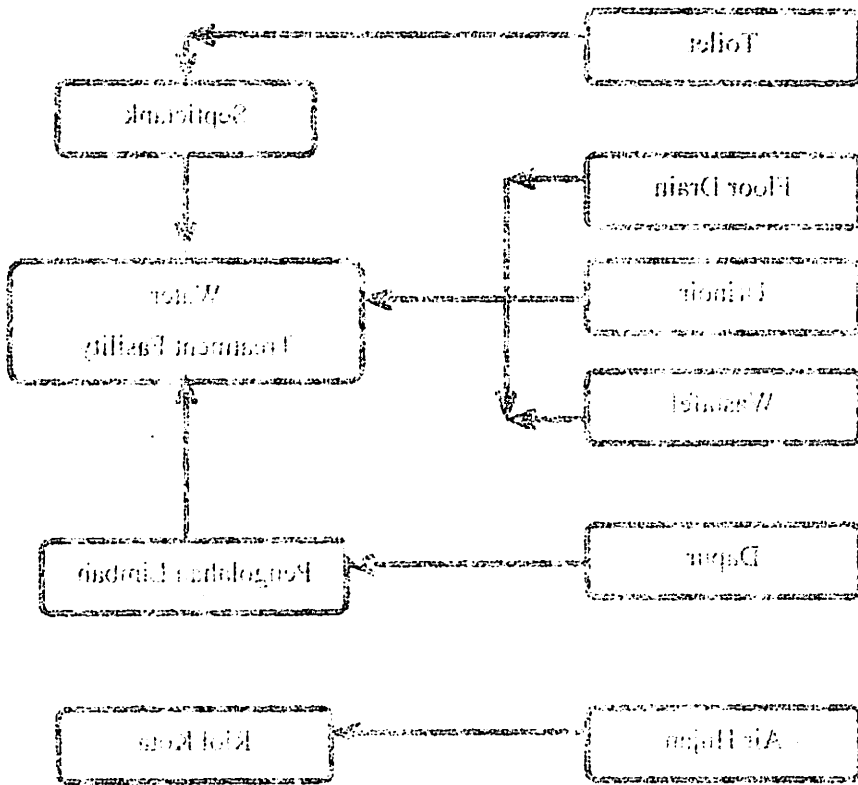 Toilet
Septictank
Floor Drain
Urinoir
Water
Treatment Fasility
Wastafel
Dapur
Pengolahan Limbah
Air Hujan
Riol Kota